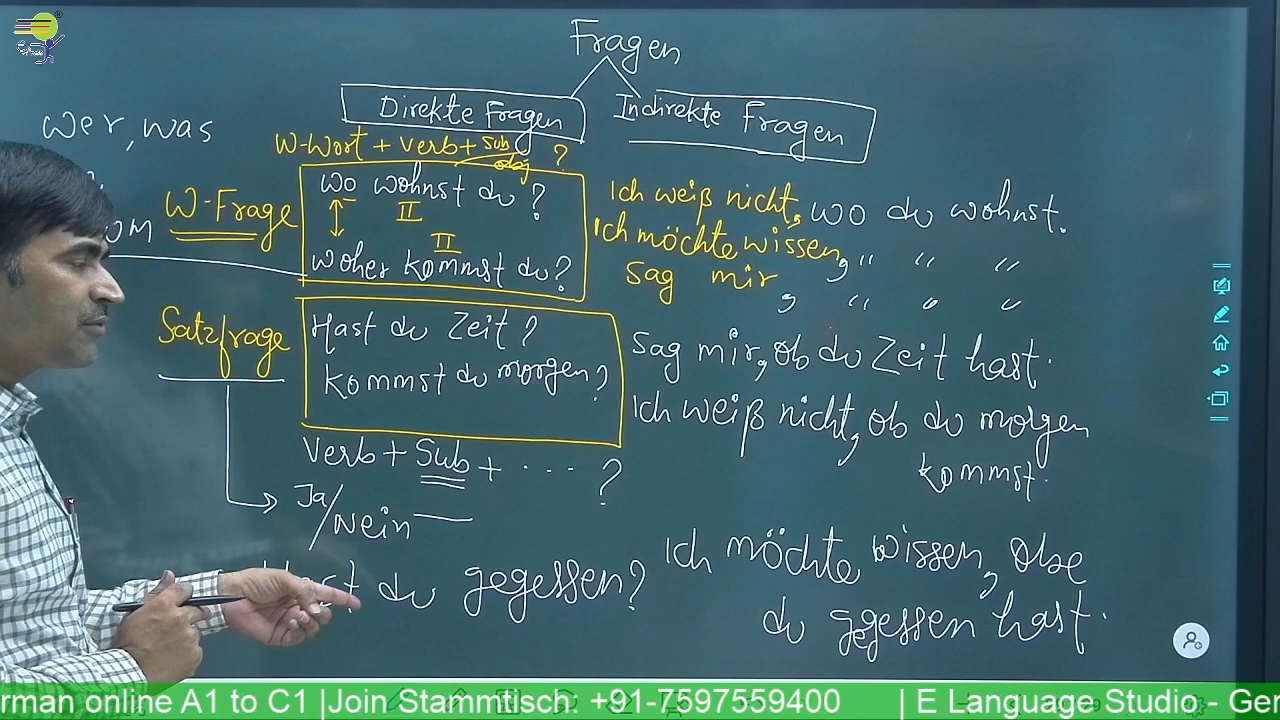 Fragen
Direkte Fragen
Indirekte Fragen
wer, was
W-Wort + Verb + Sub ?
obj
om
W-Frage
wo wohnst du?
II
II
woher kommst du?
Ich weiß nicht, wo du wohnst.
Ich möchte wissen, " " "
Sag mir , " " "
Satzfrage
Hast du Zeit?
kommst du morgen?
Sag mir, ob du Zeit hast.
Ich weiß nicht, ob du morgen
kommst.
Verb + Sub + ---- ?
Ja/
Nein
du gegessen?
Ich möchte wissen,
du gegessen hast.
rman online A1 to C1 |Join Stammtisch : +91-7597559400 | E Language Studio - Ger